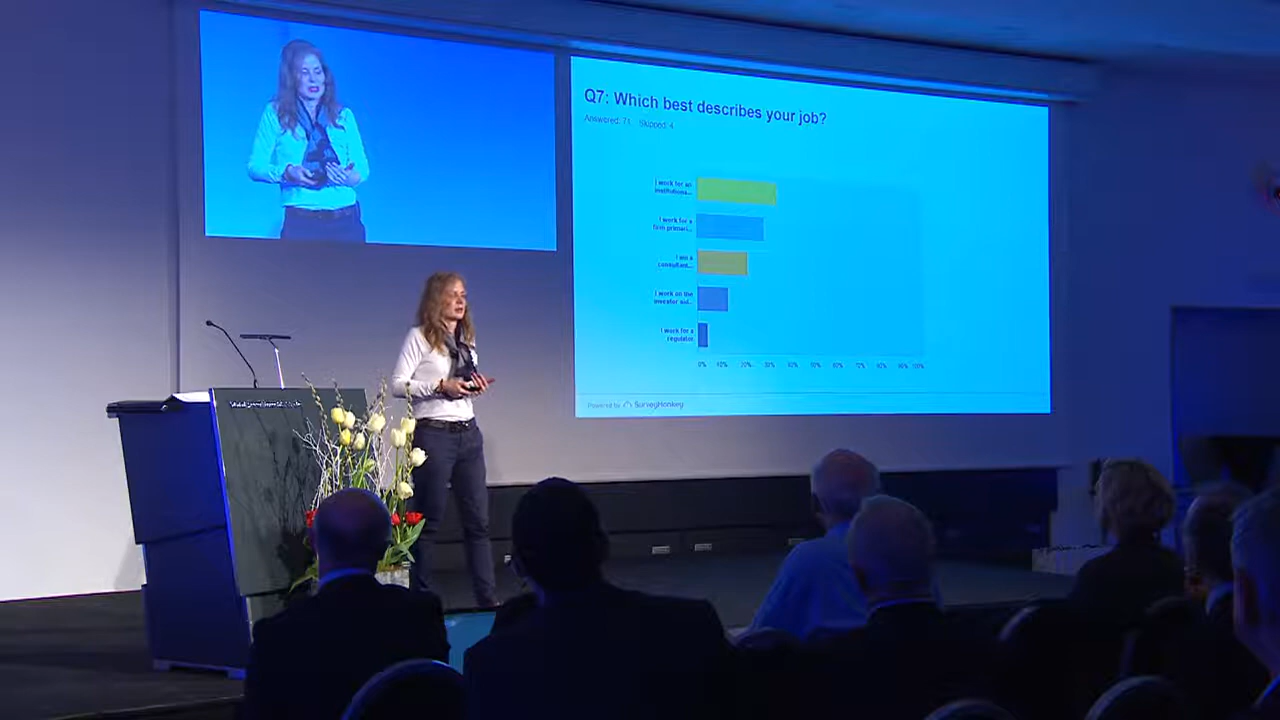 Q7: Which best describes your job?
Answered: 71 Skipped: 4
I work for an
institutiona...
I work for a
firm primari...
I am a
consultant...
I work on the
investor sid...
I work for a
regulator
0% 10% 20% 30% 40% 50% 60% 70% 80% 90% 100%
Powered by SurveyMonkey